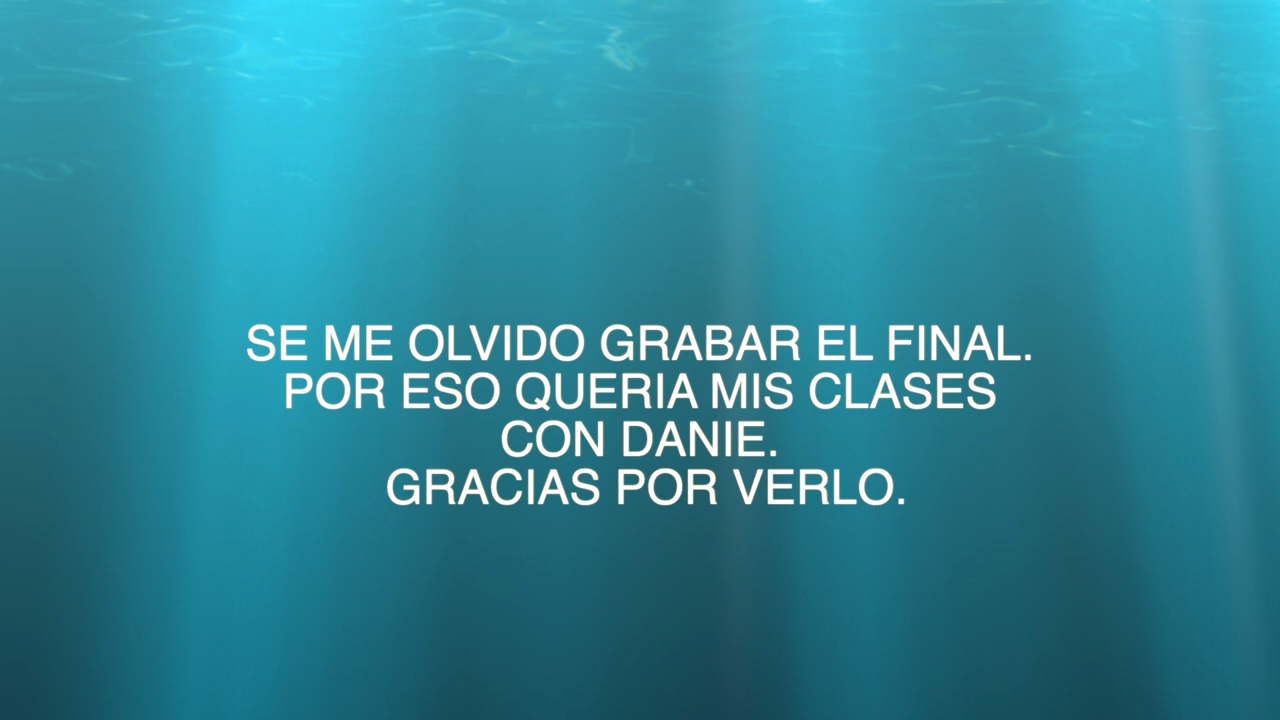 SE ME OLVIDO GRABAR EL FINAL.
POR ESO QUERIA MIS CLASES
CON DANIE.
GRACIAS POR VERLO.